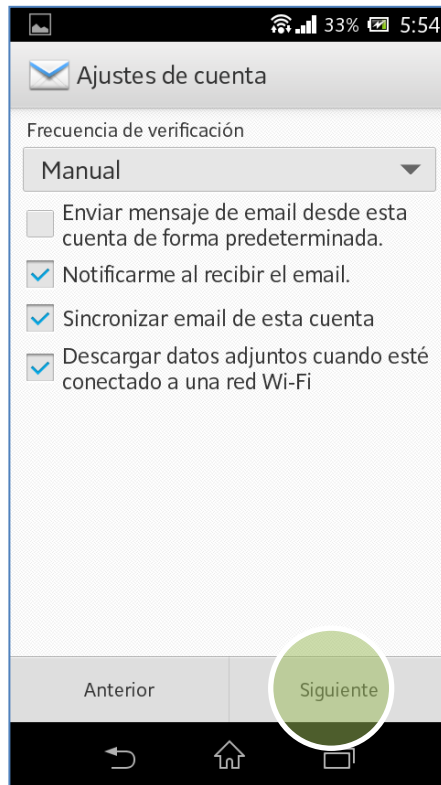 33% 5:54
Ajustes de cuenta
Frecuencia de verificación
Manual
Enviar mensaje de email desde esta
cuenta de forma predeterminada.
Notificarme al recibir el email.
Sincronizar email de esta cuenta
Descargar datos adjuntos cuando esté
conectado a una red Wi-Fi
Anterior Siguiente